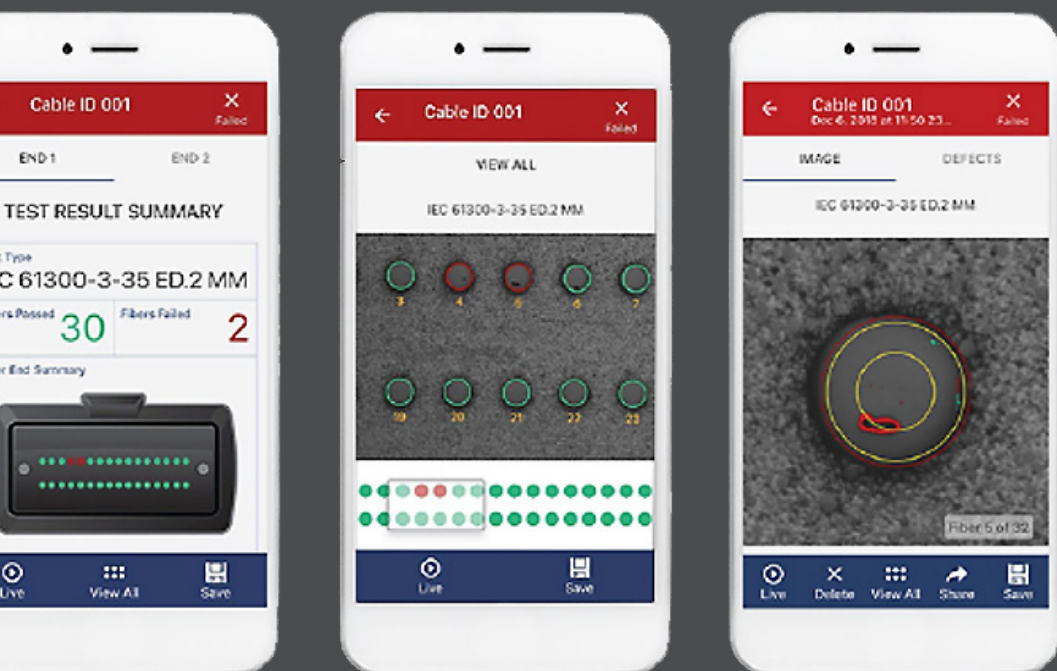 Cable ID 001
Failed
END 1
END 2
TEST RESULT SUMMARY
Type
C 61300-3-35 ED.2 MM
ers Passed
30
Fibers Failed
2
r End Summary
Live
View All
Save
Cable ID 001
Failed
VIEW ALL
IEC 61300-3-35 ED.2 MM
3
4
5
6
7
19
20
21
22
23
Live
Save
Cable ID 001
Dec 6, 2018 at 11:50 23...
Failed
IMAGE
DEFECTS
IEC 61300-3-35 ED.2 MM
Fiber 5 of 32
Live
Delete
View All
Share
Save